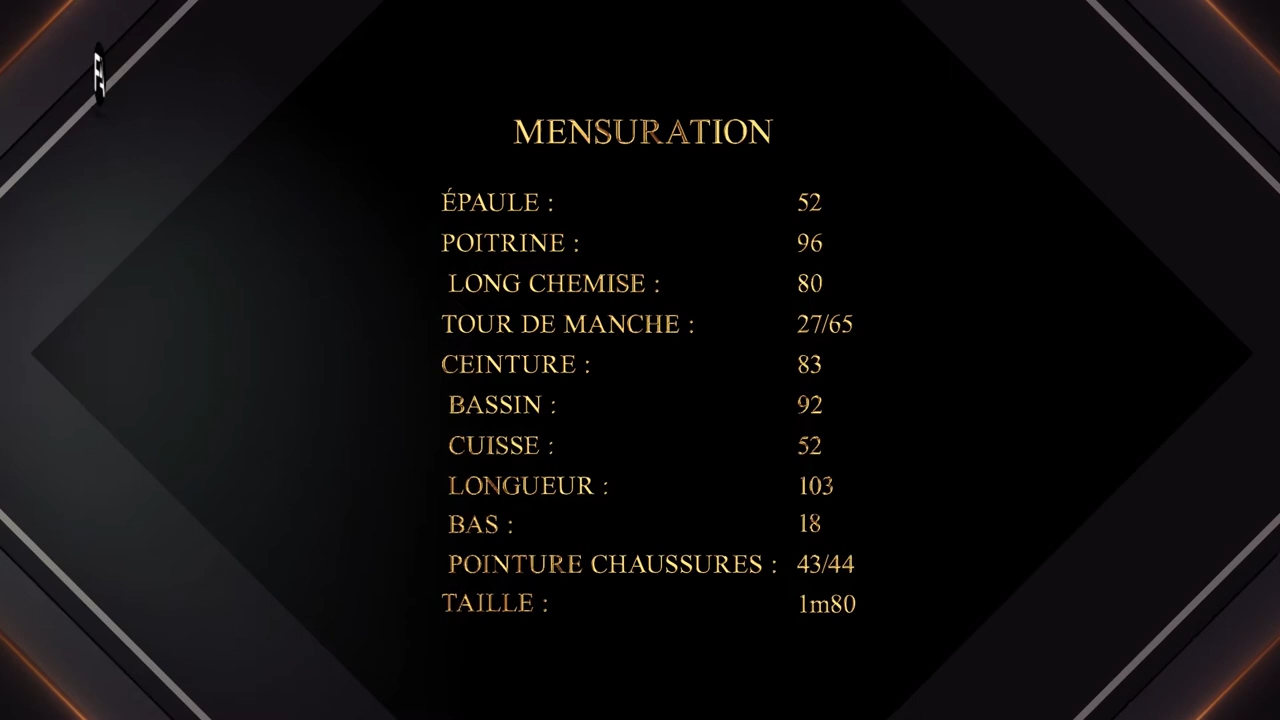 MENSURATION
ÉPAULE : 52
POITRINE : 96
LONG CHEMISE : 80
TOUR DE MANCHE : 27/65
CEINTURE : 83
BASSIN : 92
CUISSE : 52
LONGUEUR : 103
BAS : 18
POINTURE CHAUSSURES : 43/44
TAILLE : 1m80